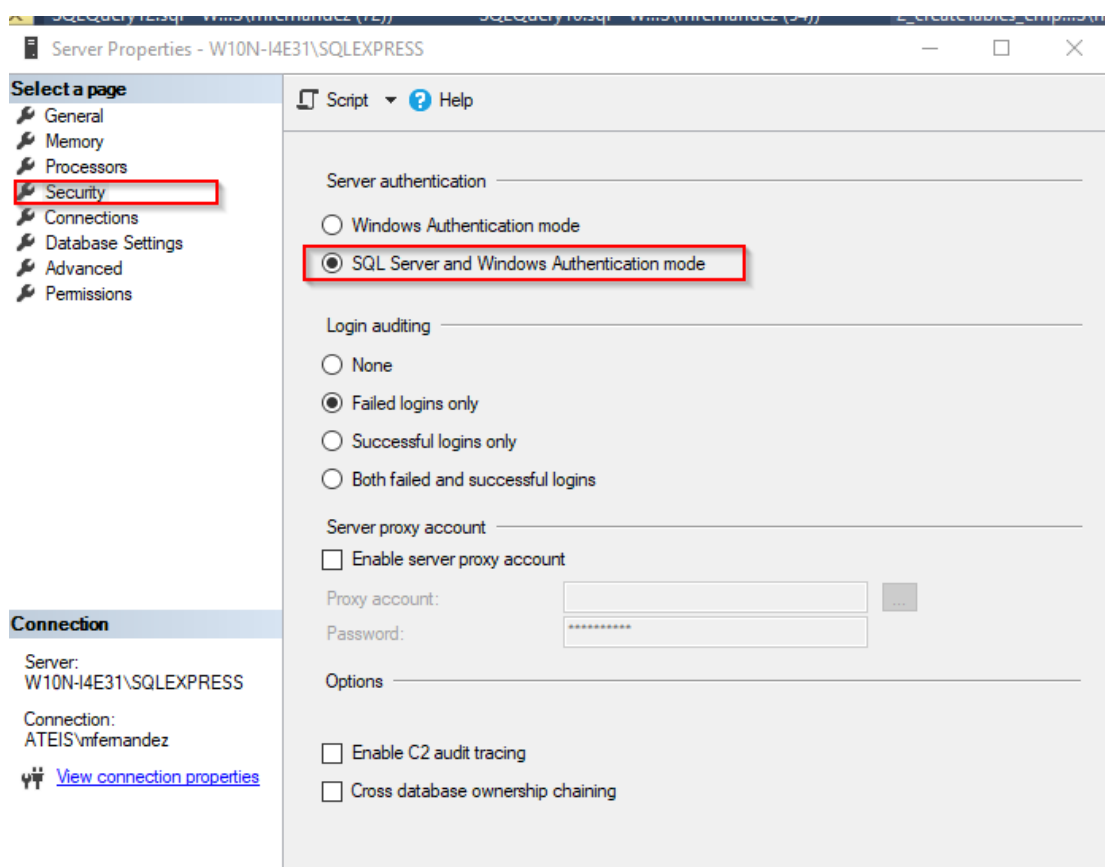 Server Properties - W10N-I4E31\SQLEXPRESS
Select a page
General
Memory
Processors
Security
Connections
Database Settings
Advanced
Permissions
Script
Help
Server authentication
Windows Authentication mode
SQL Server and Windows Authentication mode
Login auditing
None
Failed logins only
Successful logins only
Both failed and successful logins
Server proxy account
Enable server proxy account
Proxy account:
...
Password:
**********
Options
Enable C2 audit tracing
Cross database ownership chaining
Connection
Server:
W10N-I4E31\SQLEXPRESS
Connection:
ATEIS\mfernandez
View connection properties